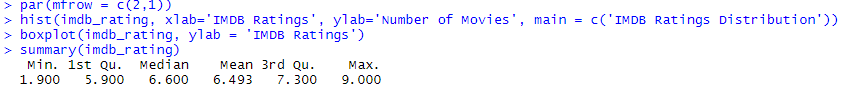 > par(mfrow = c(2,1))
> hist(imdb_rating, xlab='IMDB Ratings', ylab='Number of Movies', main = c('IMDB Ratings Distribution'))
> boxplot(imdb_rating, ylab = 'IMDB Ratings')
> summary(imdb_rating)
   Min. 1st Qu.  Median    Mean 3rd Qu.    Max.
  1.900   5.900   6.600   6.493   7.300   9.000